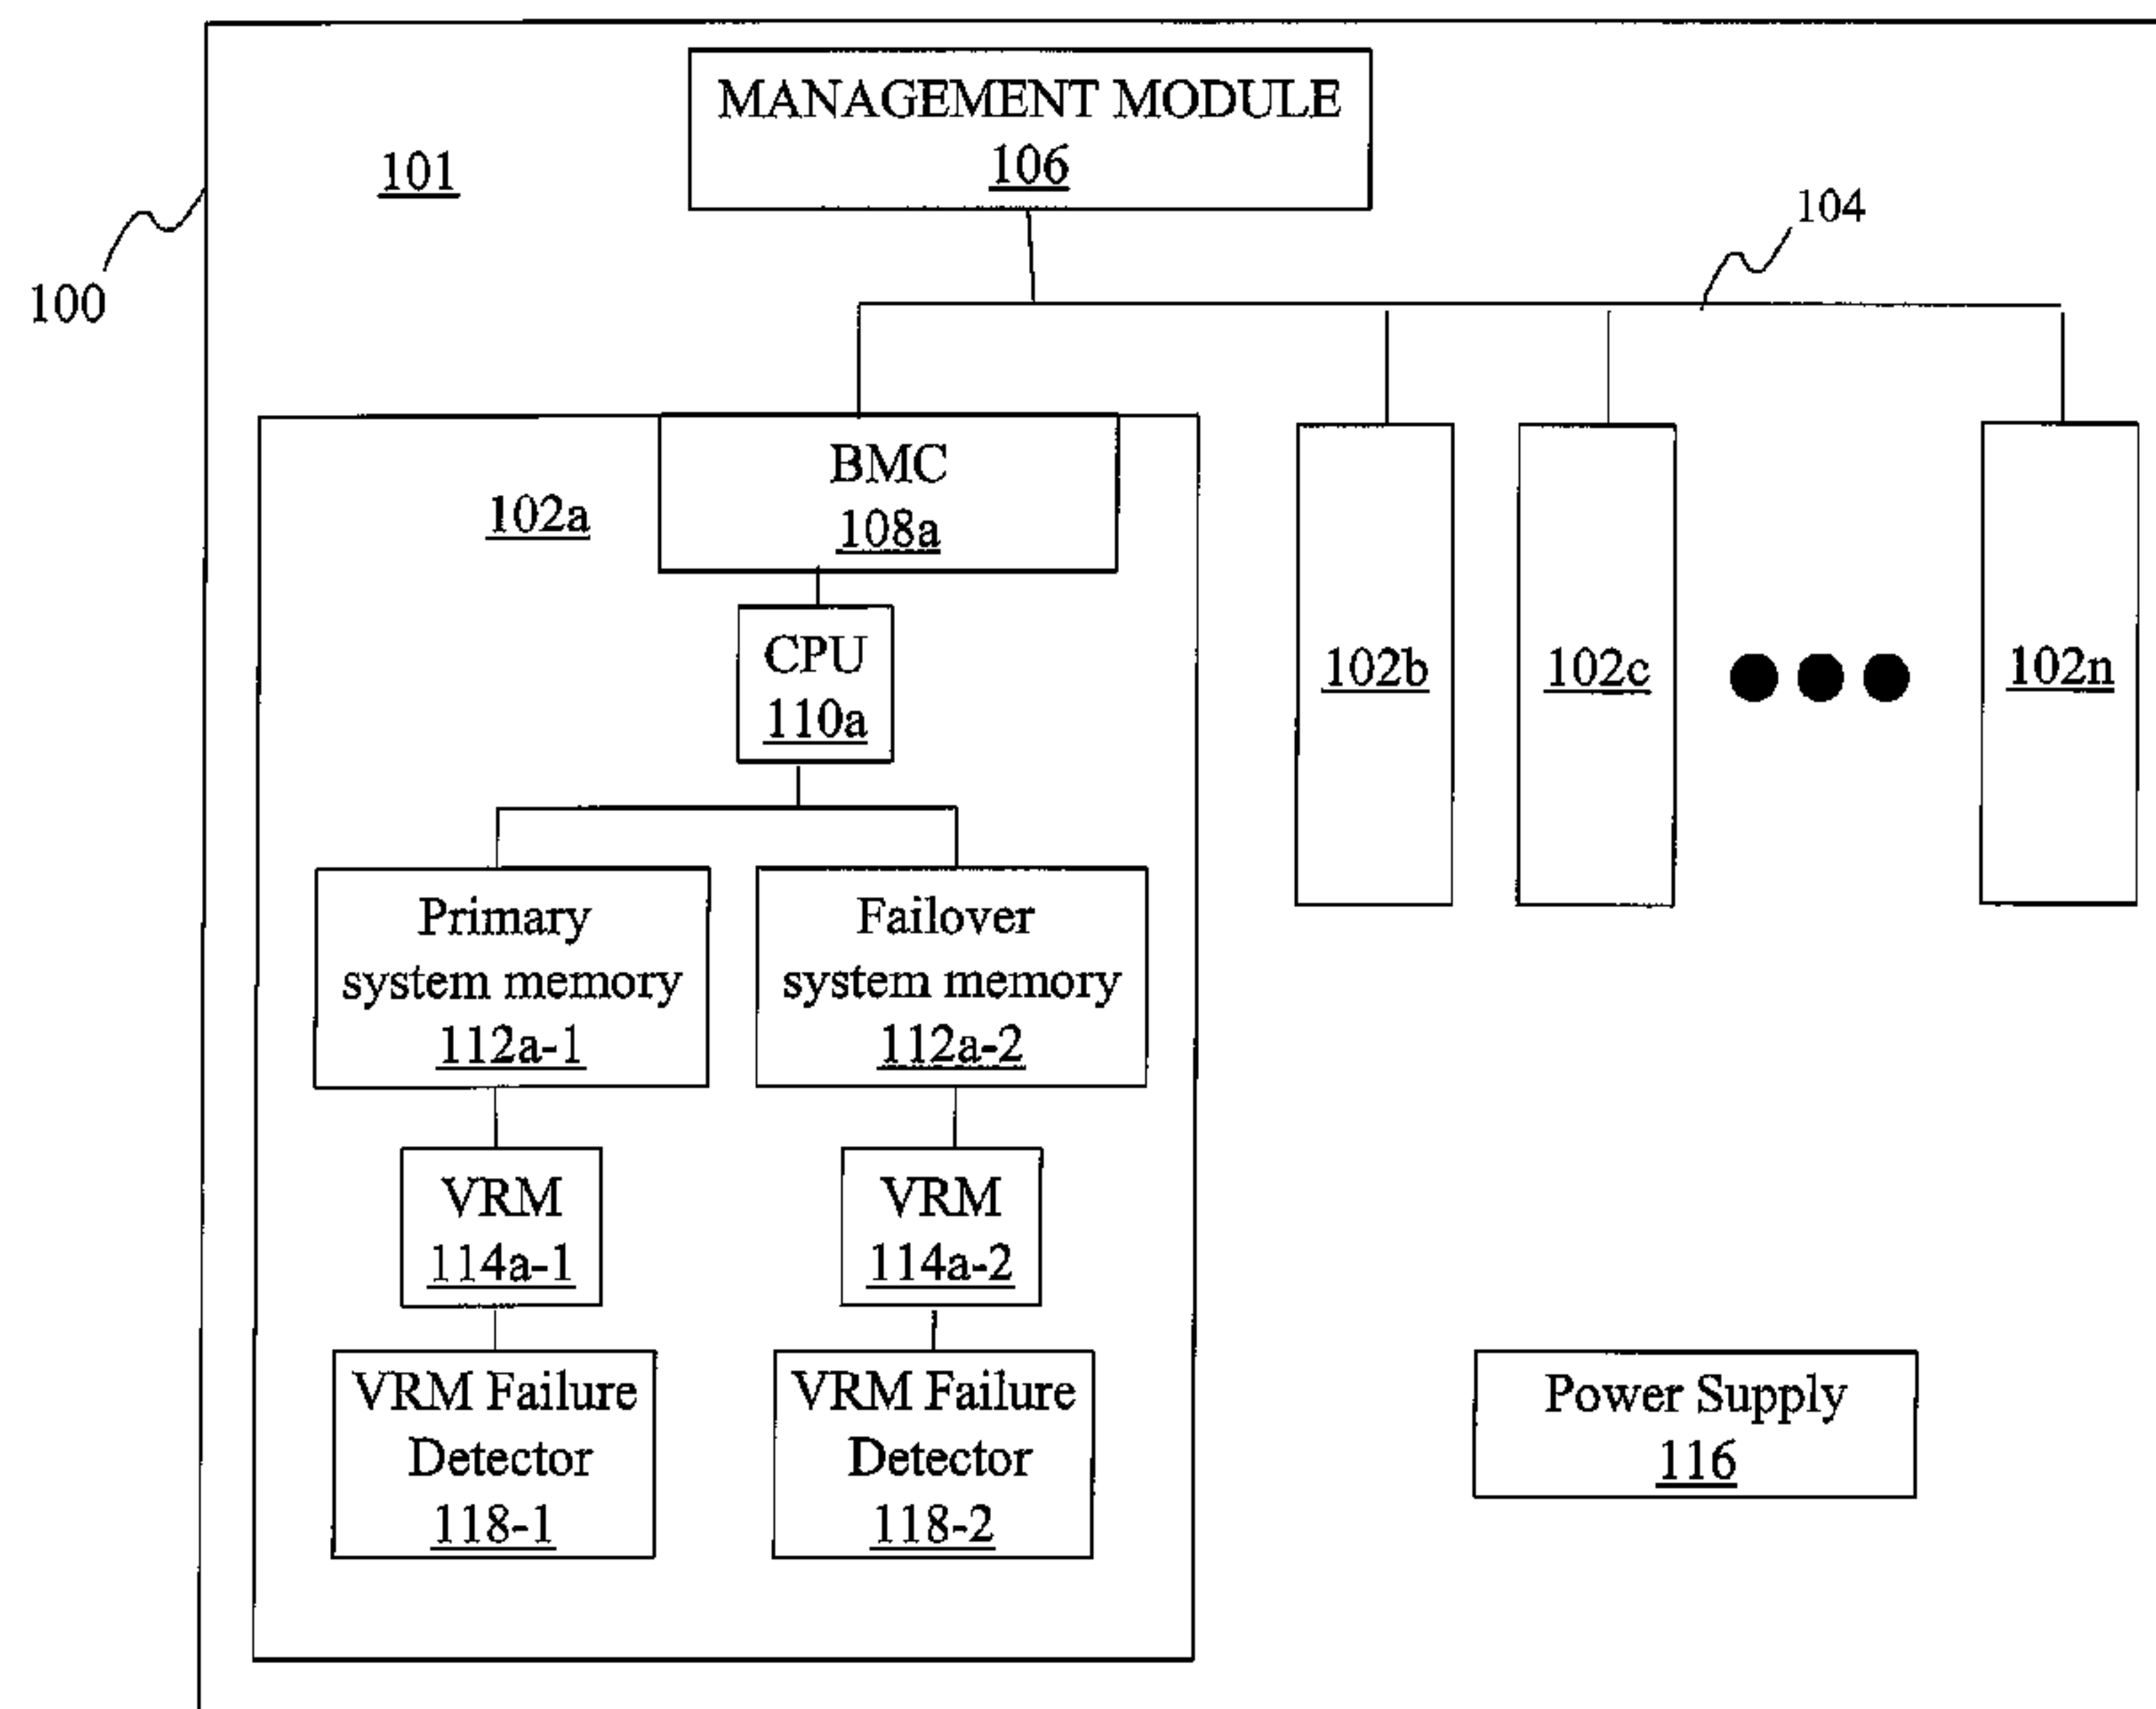 MANAGEMENT MODULE
106
101
104
100
BMC
108a
102a
CPU
110a
102b
102c
102n
Primary
system memory
112a-1
Failover
system memory
112a-2
VRM
114a-1
VRM
114a-2
VRM Failure
Detector
118-1
VRM Failure
Detector
118-2
Power Supply
116